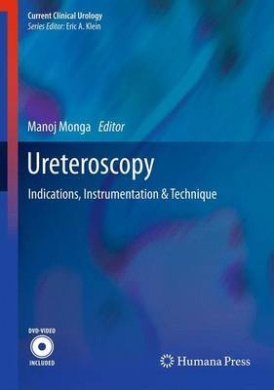 Current Clinical Urology
Series Editor: Eric A. Klein
Manoj Monga Editor
Ureteroscopy
Indications, Instrumentation & Technique
DVD-VIDEO
INCLUDED
Humana Press